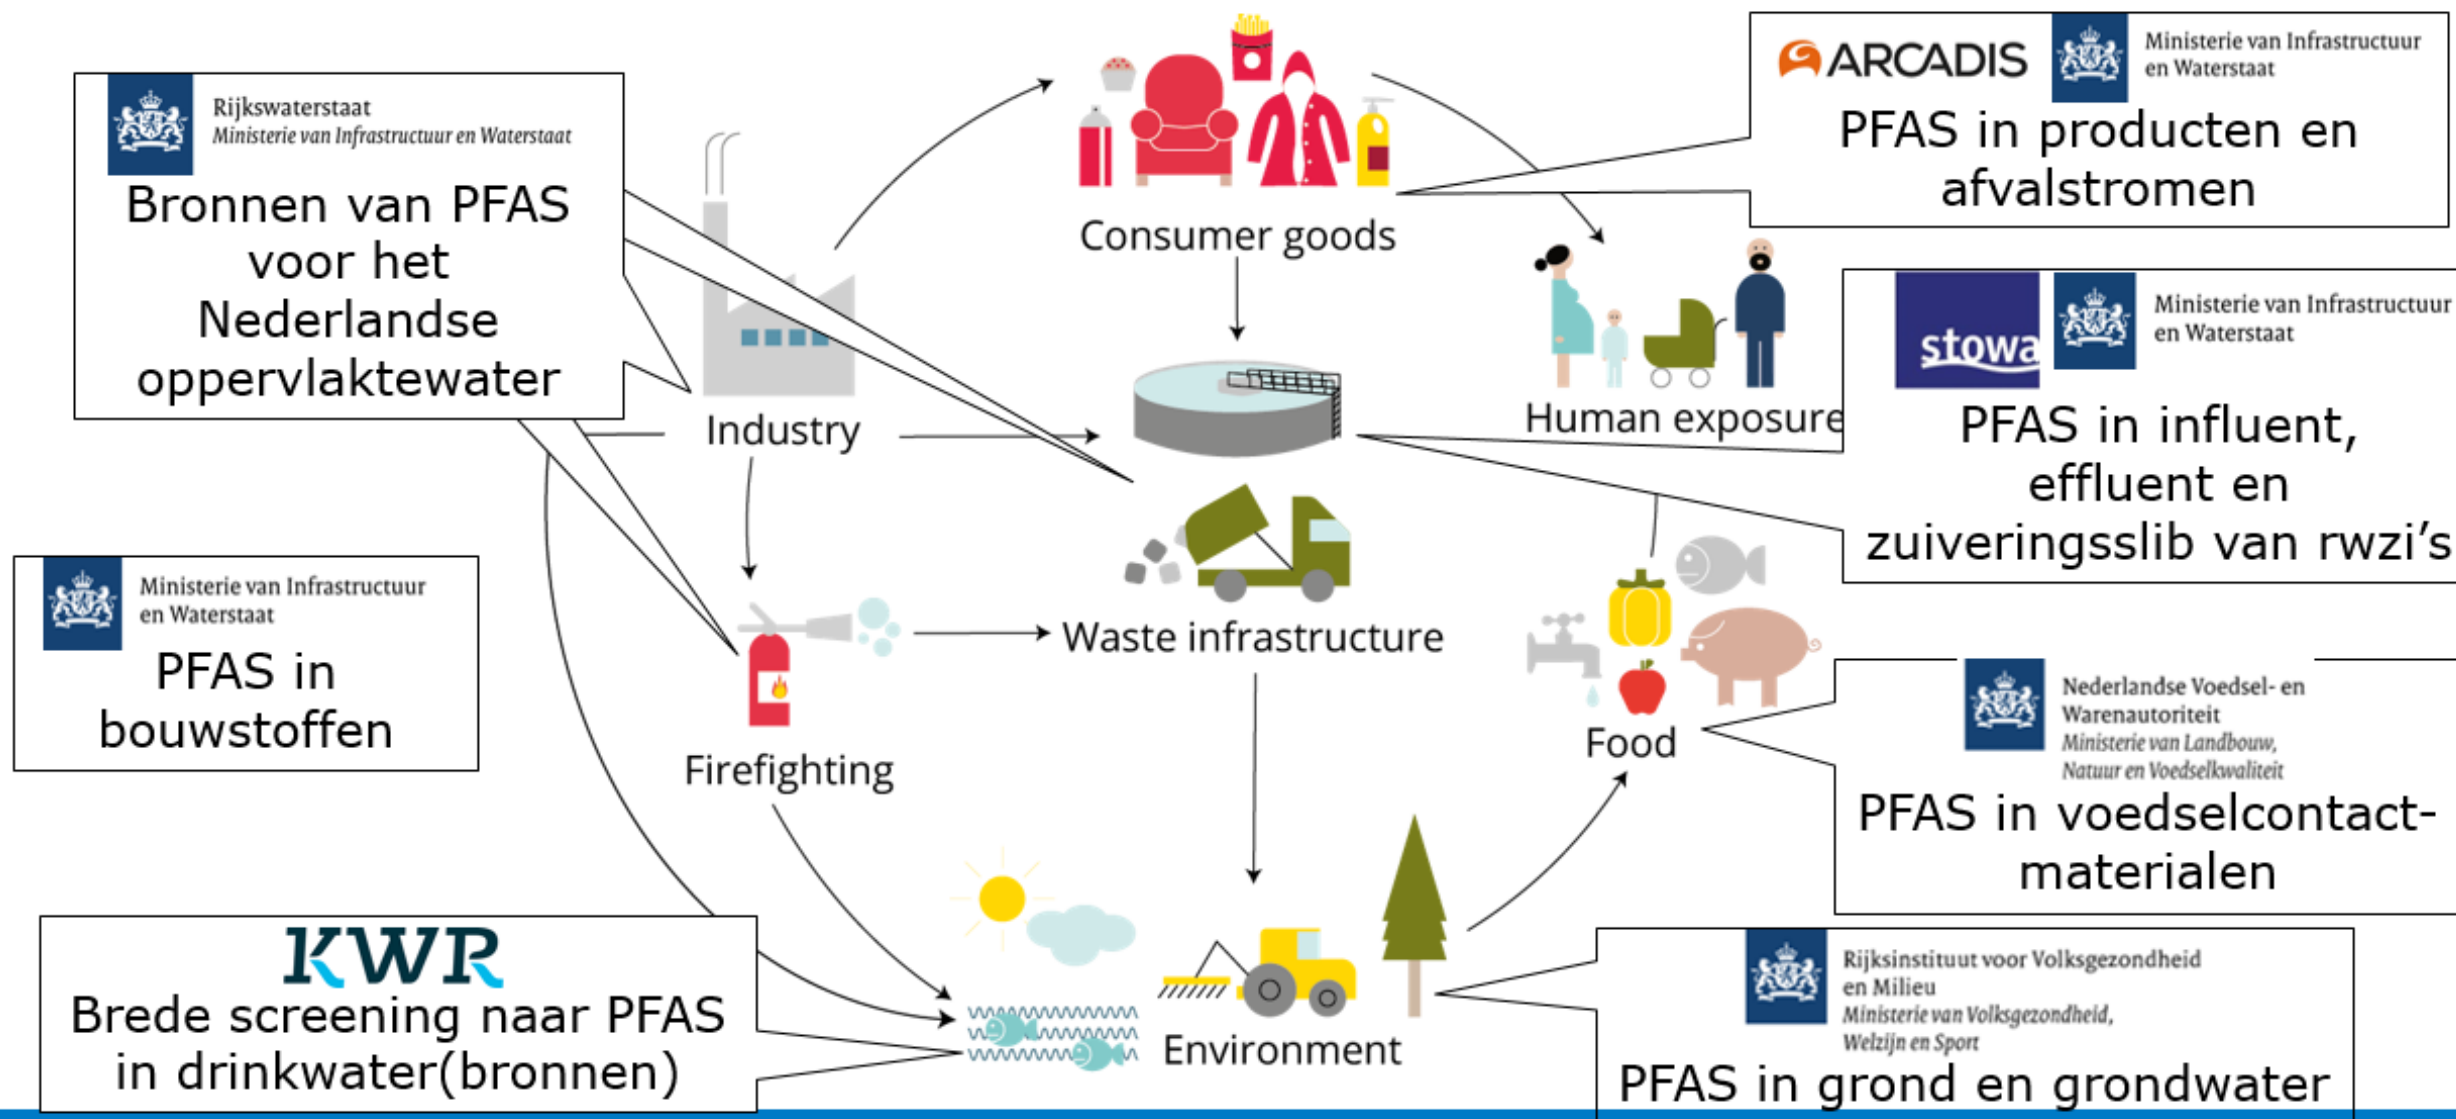 Rijkswaterstaat
Ministerie van Infrastructuur en Waterstaat
Bronnen van PFAS
voor het
Nederlandse
oppervlaktewater
ARCADIS
Ministerie van Infrastructuur
en Waterstaat
PFAS in producten en
afvalstromen
Consumer goods
stowa
Ministerie van Infrastructuur
en Waterstaat
PFAS in influent,
effluent en
zuiveringsslib van rwzi's
Human exposure
Industry
Ministerie van Infrastructuur
en Waterstaat
PFAS in
bouwstoffen
Waste infrastructure
Firefighting
Food
Nederlandse Voedsel- en
Warenautoriteit
Ministerie van Landbouw,
Natuur en Voedselkwaliteit
PFAS in voedselcontact-
materialen
KWR
Brede screening naar PFAS
in drinkwater(bronnen)
Environment
Rijksinstituut voor Volksgezondheid
en Milieu
Ministerie van Volksgezondheid,
Welzijn en Sport
PFAS in grond en grondwater